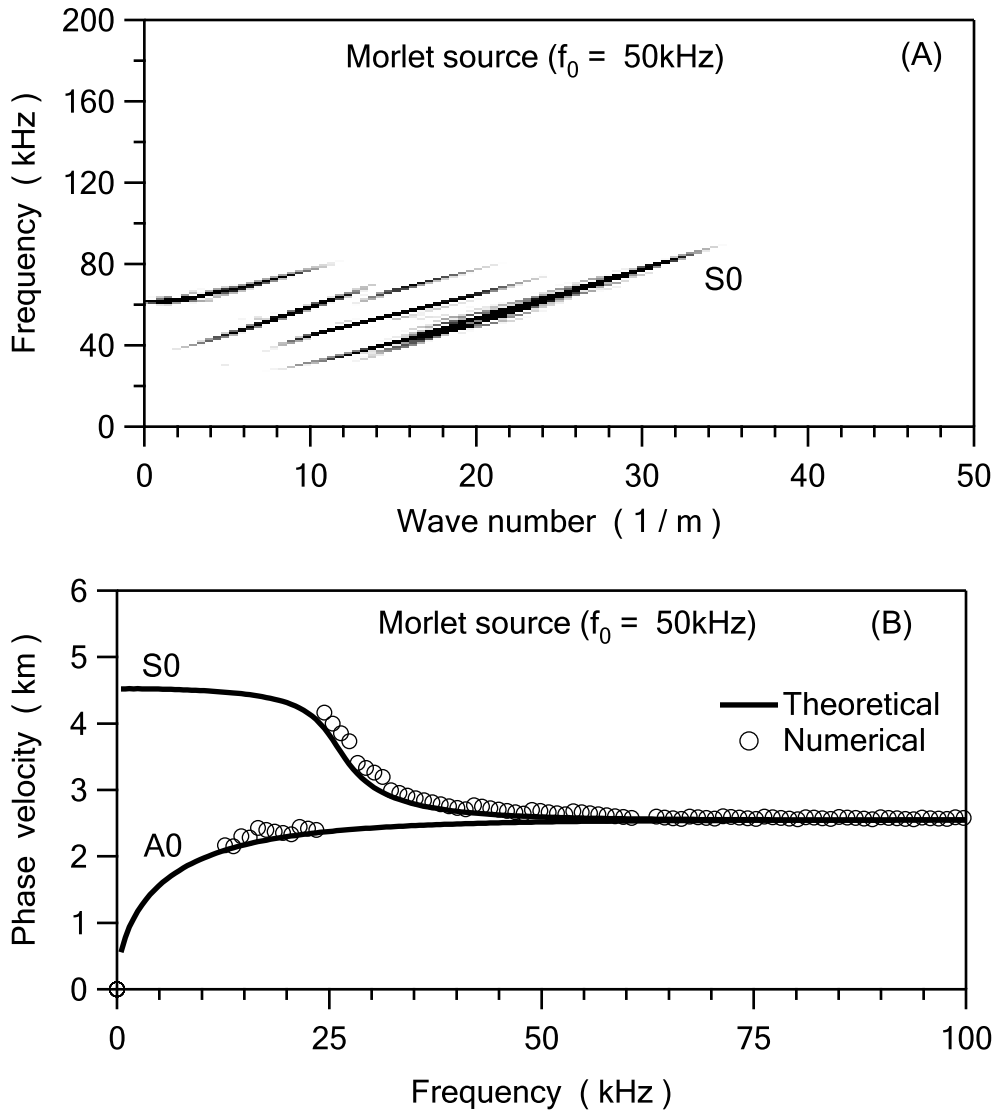 200
Morlet source (f0 = 50kHz)
(A)
160
120
80
S0
40
0
Frequency ( kHz )
0 10 20 30 40 50
Wave number ( 1 / m )
6
Morlet source (f0 = 50kHz)
(B)
5
S0
Theoretical
4
Numerical
3
A0
2
1
0
Phase velocity ( km )
0 25 50 75 100
Frequency ( kHz )